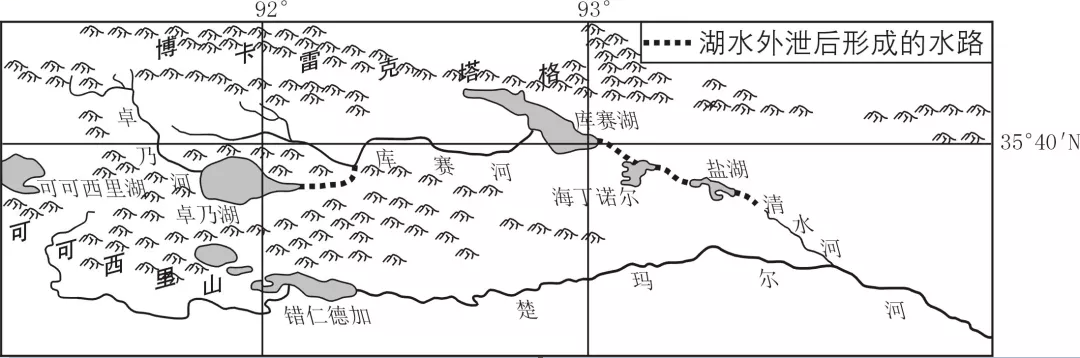 92°
93°
博卡雷克塔格
湖水外泄后形成的水路
卓乃河
库赛湖
35°40′N
库赛河
可可西里湖
盐湖
海丁诺尔
卓乃湖
清水河
可可西里山
楚玛尔河
错仁德加